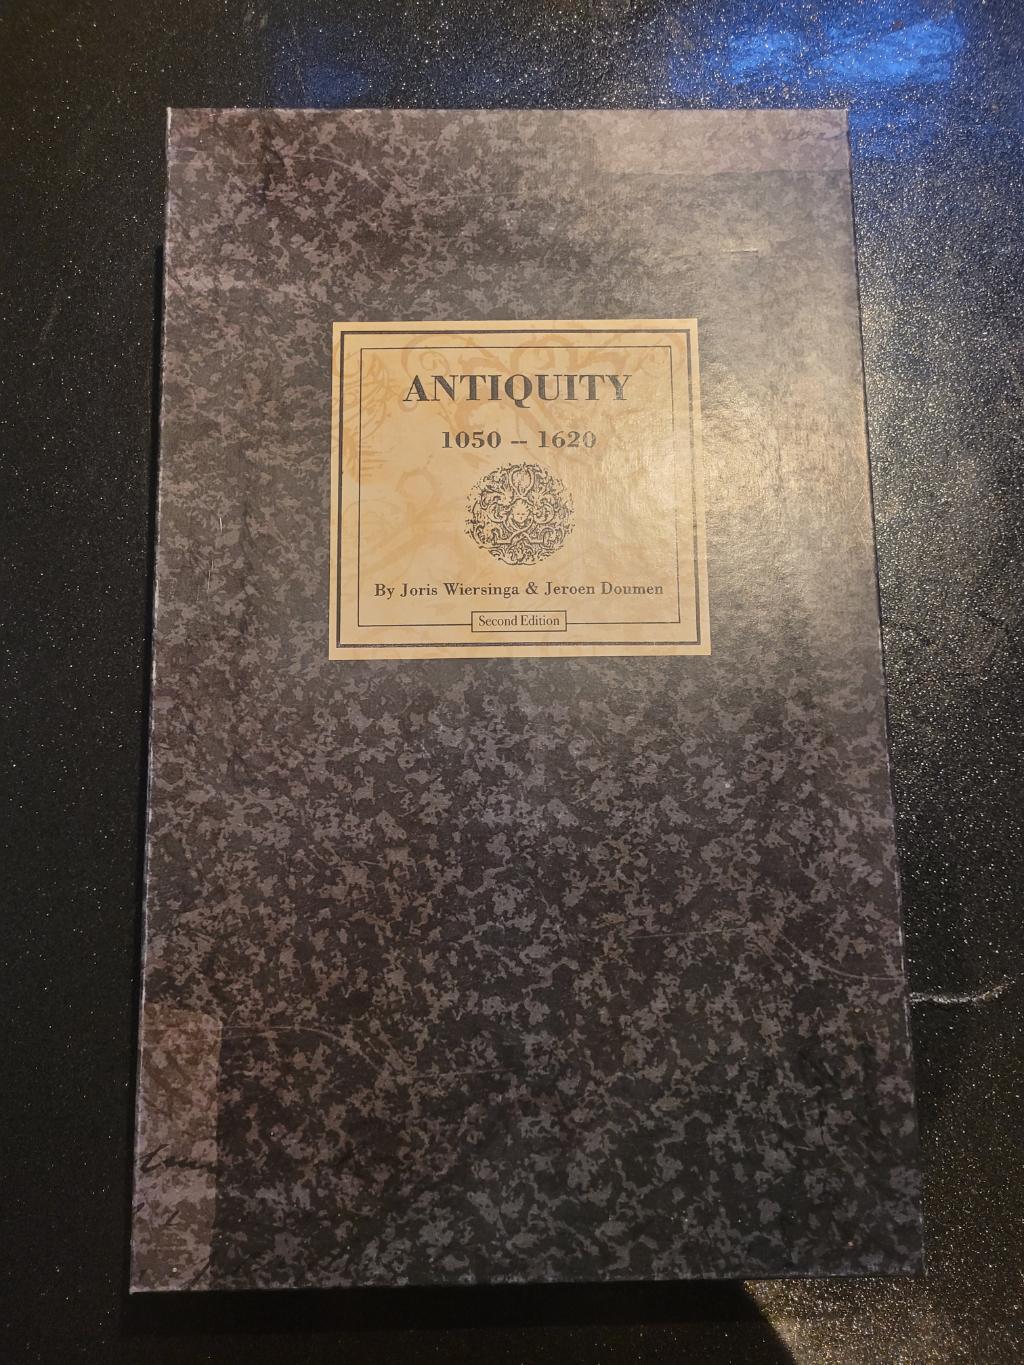 ANTIQUITY
1050 -- 1620
By Joris Wiersinga & Jeroen Doumen
Second Edition